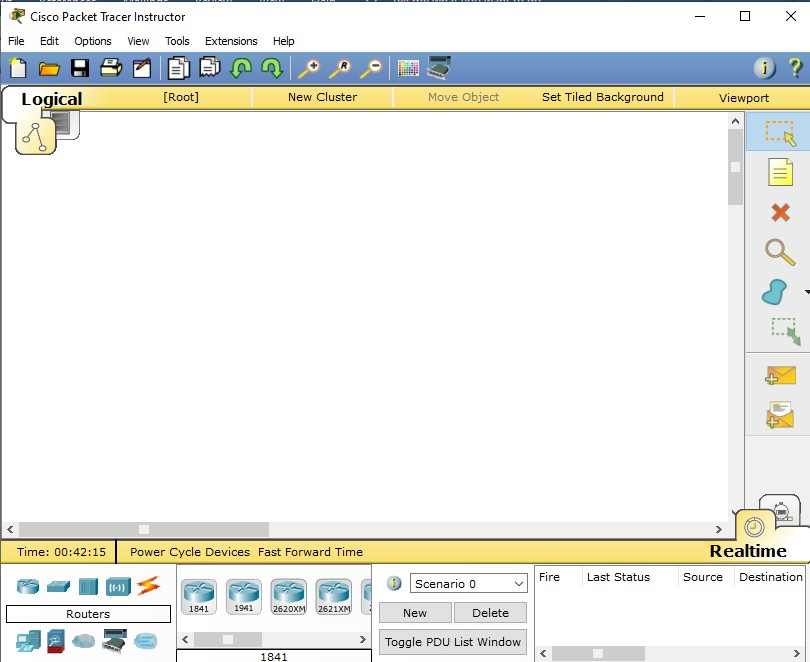 Cisco Packet Tracer Instructor
File Edit Options View Tools Extensions Help
Logical [Root] New Cluster Move Object Set Tiled Background Viewport
Time: 00:42:15 Power Cycle Devices Fast Forward Time
Realtime
Routers
1841 1941 2620XM 2621XM
1841
Scenario 0
New Delete
Toggle PDU List Window
Fire Last Status Source Destination